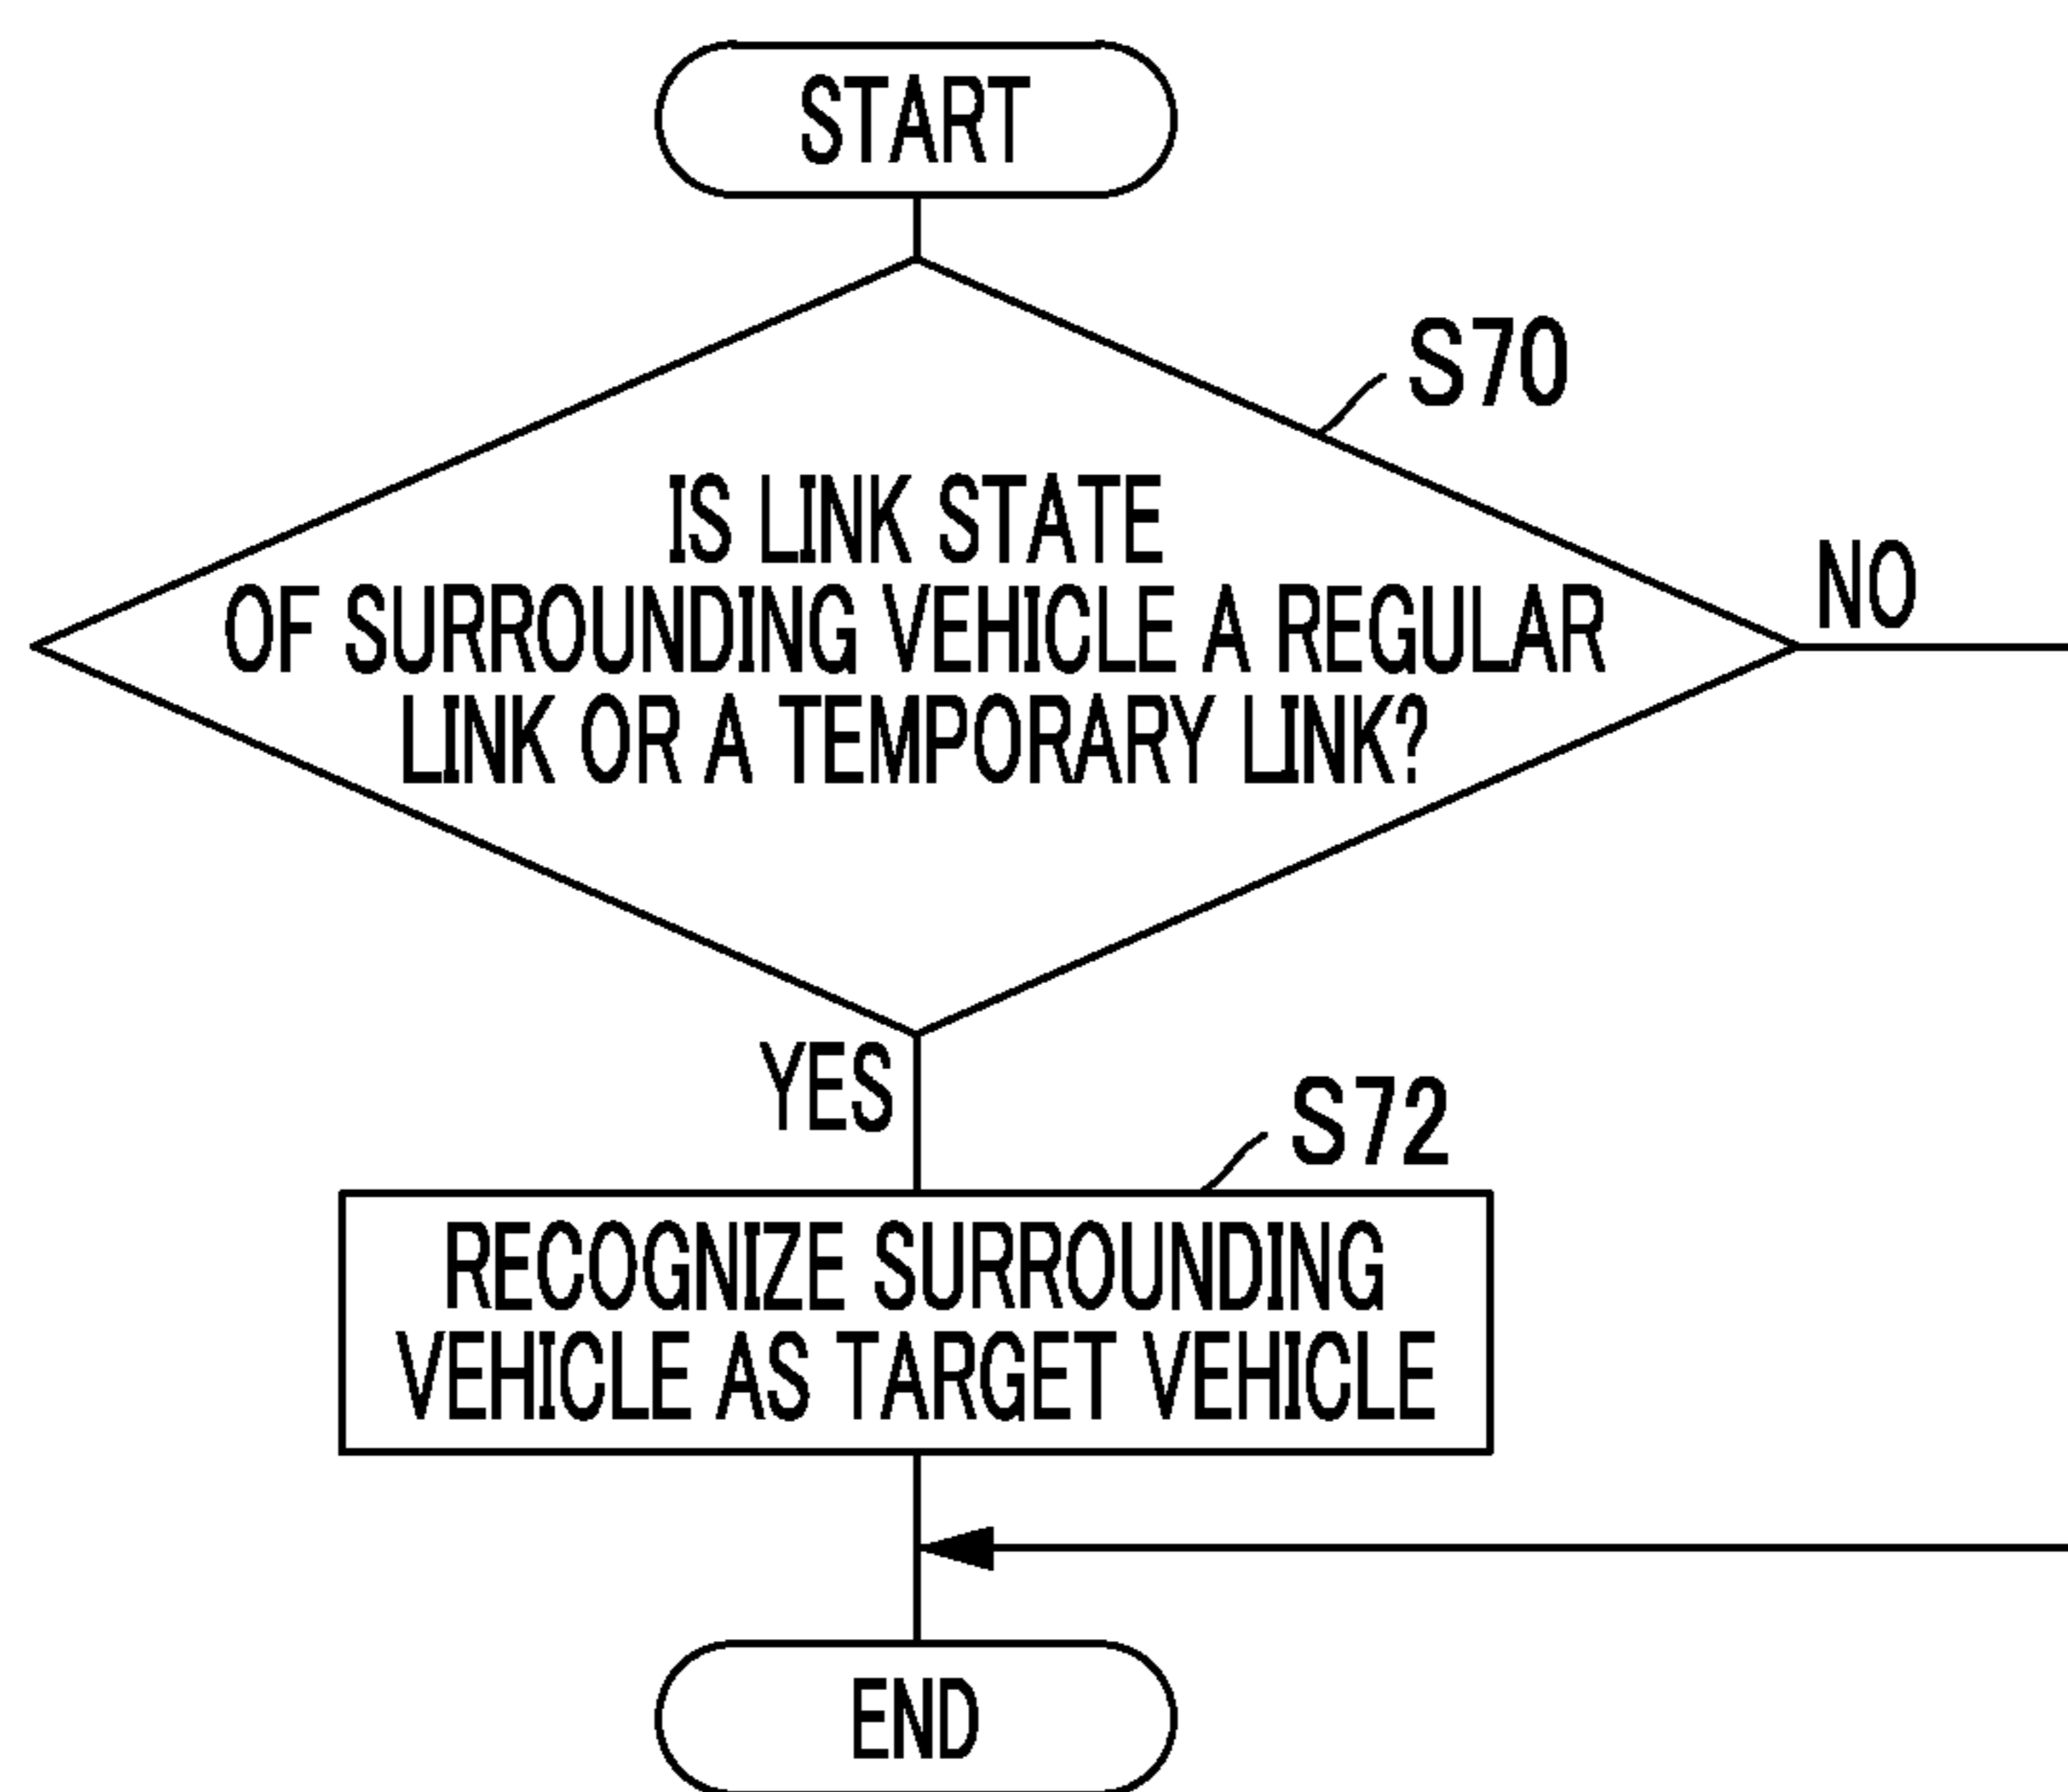 START
S70
IS LINK STATE
OF SURROUNDING VEHICLE A REGULAR
LINK OR A TEMPORARY LINK?
NO
YES
S72
RECOGNIZE SURROUNDING
VEHICLE AS TARGET VEHICLE
END